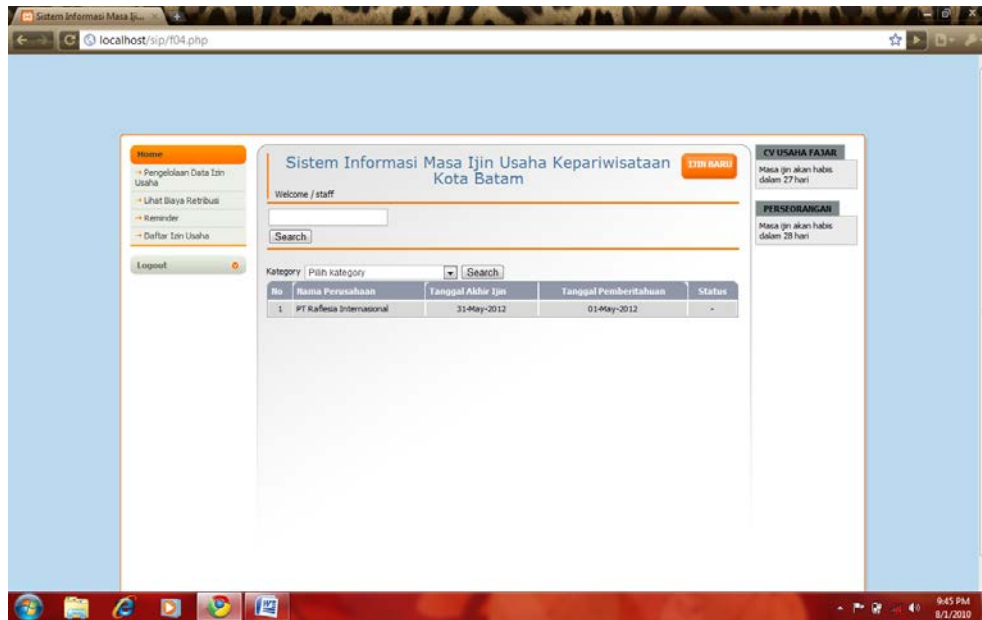 Sistem Informasi Masa Iji...
localhost/sip/f04.php
Home
Pengelolaan Data Izin
Usaha
Lihat Biaya Retribusi
Reminder
Daftar Izin Usaha
Logout
Sistem Informasi Masa Ijin Usaha Kepariwisataan
Kota Batam
IJIN BARU
Welcome / staff
Search
Kategory Pilih kategory Search
No Nama Perusahaan Tanggal Akhir Ijin Tanggal Pemberitahuan Status
1 PT Raflesia Internasional 31-May-2012 01-May-2012 -
CV USAHA FAJAR
Masa ijin akan habis
dalam 27 hari
PERSEORANGAN
Masa ijin akan habis
dalam 28 hari
9:45 PM
8/1/2010